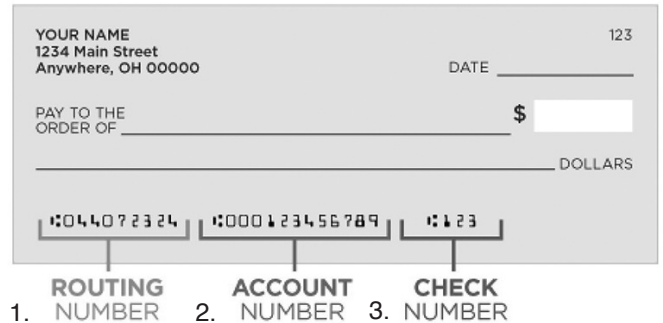 YOUR NAME 123
1234 Main Street
Anywhere, OH 00000
DATE
PAY TO THE
ORDER OF $
DOLLARS
⑆044072324⑆ ⑆000123456789⑆ ⑆123
ROUTING ACCOUNT CHECK
1. NUMBER 2. NUMBER 3. NUMBER